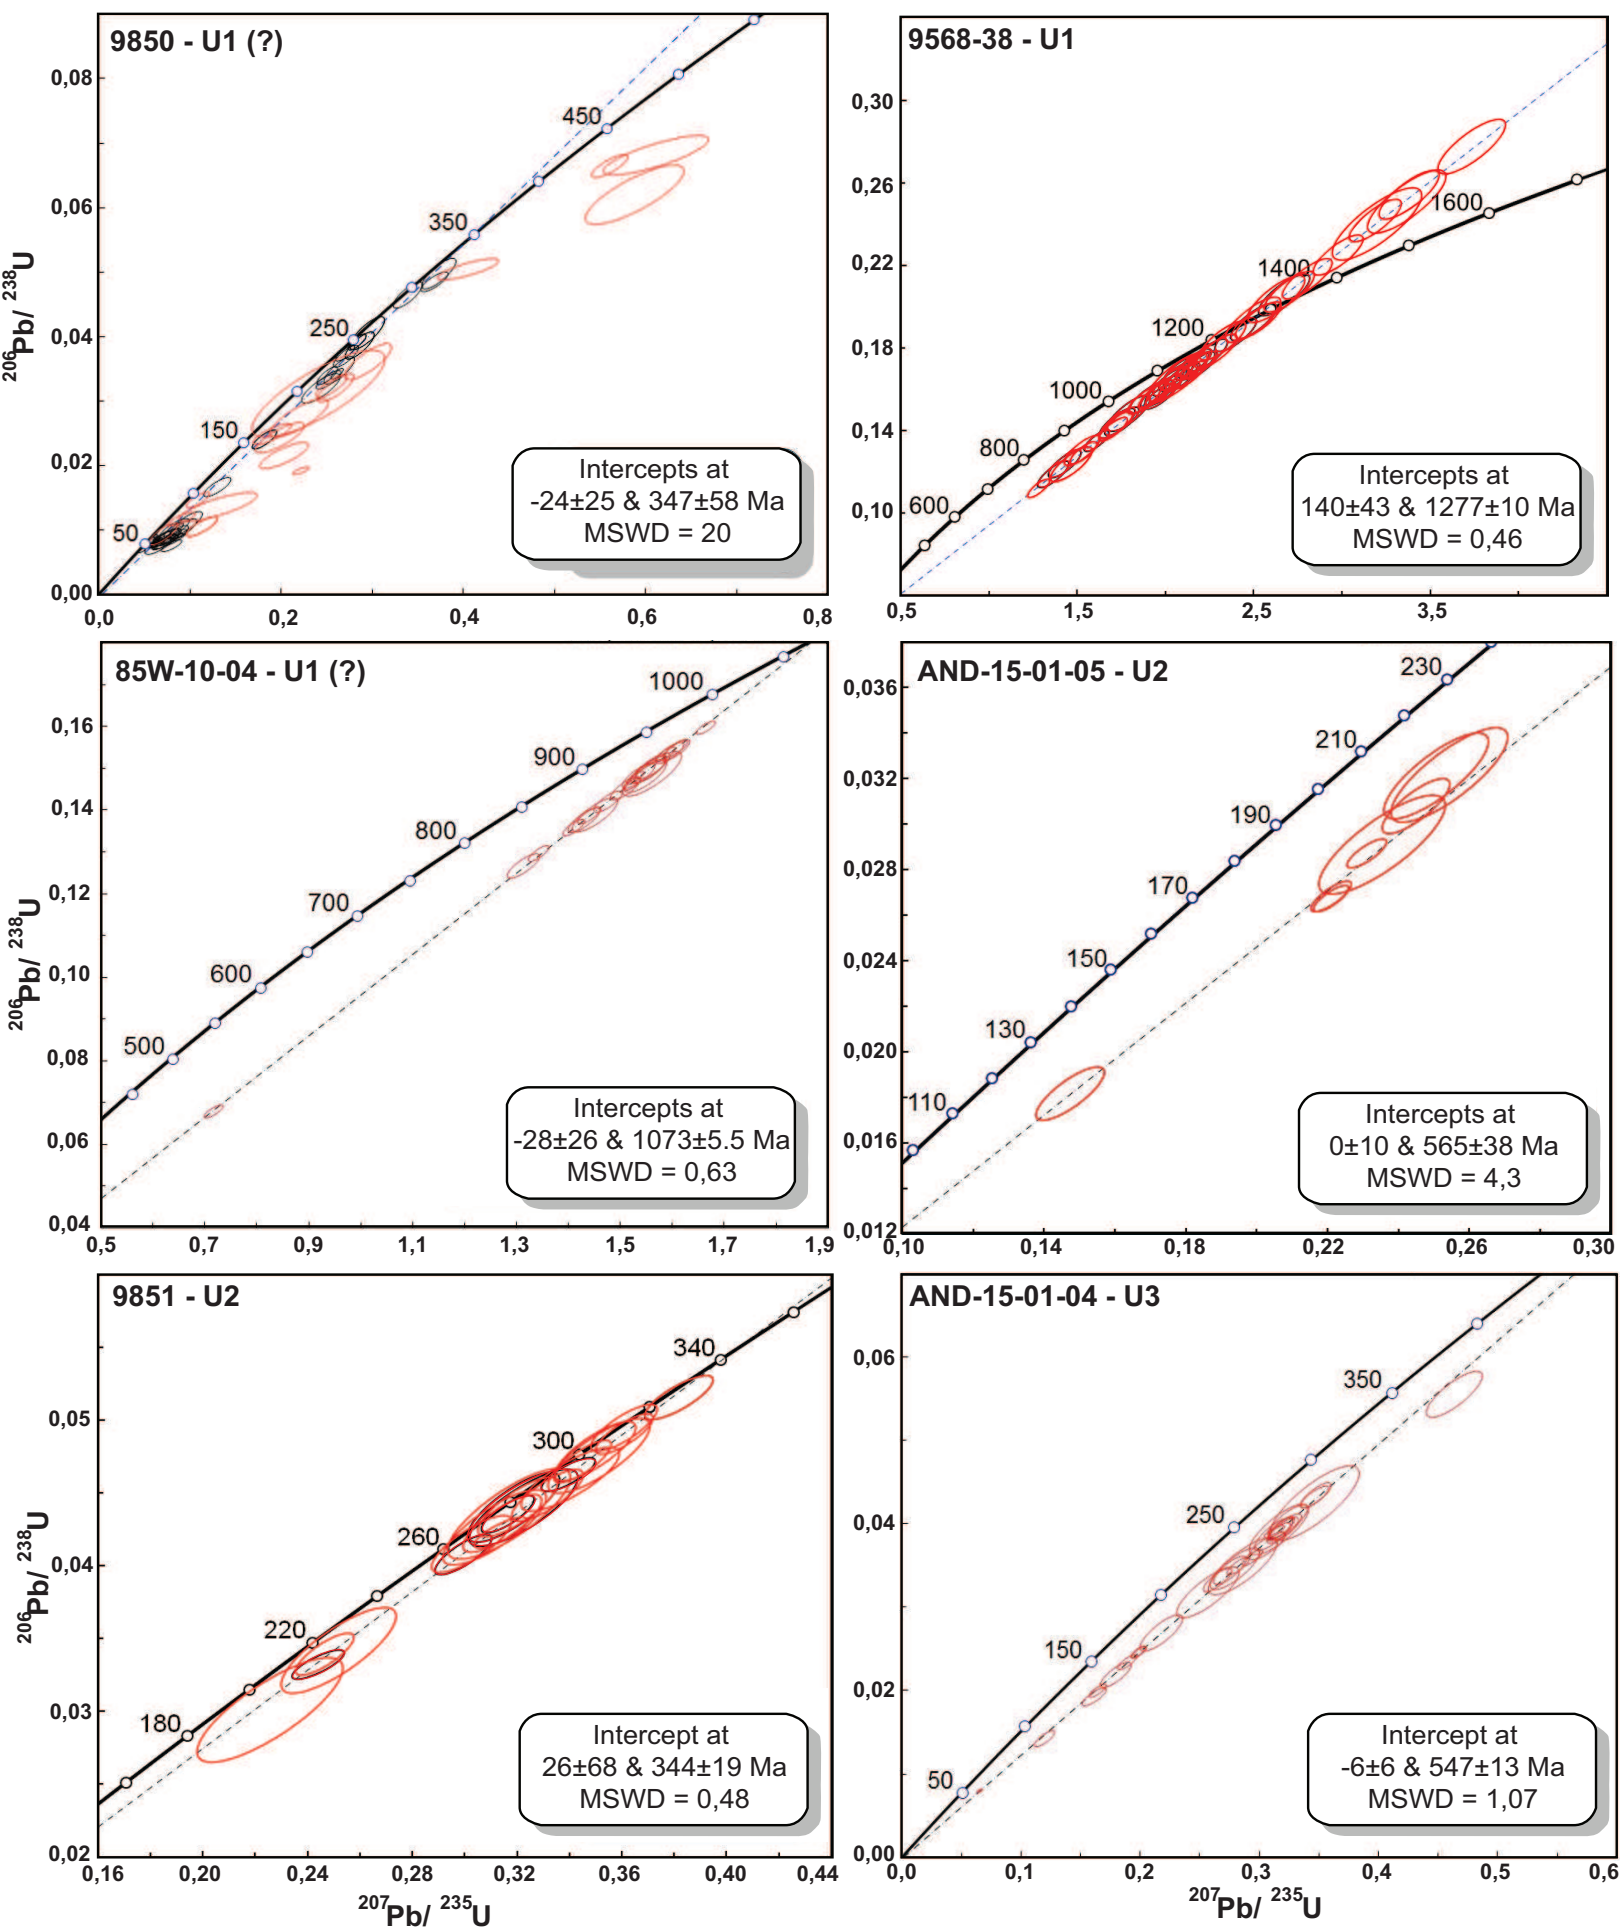 9850 - U1 (?)
206Pb/ 238U
0,08
0,06
0,04
0,02
0,00
450
350
250
150
50
Intercepts at
-24±25 & 347±58 Ma
MSWD = 20
0,0 0,2 0,4 0,6 0,8
9568-38 - U1
0,30
0,26
0,22
0,18
0,14
0,10
1600
1400
1200
1000
800
600
Intercepts at
140±43 & 1277±10 Ma
MSWD = 0,46
0,5 1,5 2,5 3,5
85W-10-04 - U1 (?)
206Pb/ 238U
0,16
0,14
0,12
0,10
0,08
0,06
0,04
1000
900
800
700
600
500
Intercepts at
-28±26 & 1073±5.5 Ma
MSWD = 0,63
0,5 0,7 0,9 1,1 1,3 1,5 1,7 1,9
AND-15-01-05 - U2
0,036
0,032
0,028
0,024
0,020
0,016
0,012
230
210
190
170
150
130
110
Intercepts at
0±10 & 565±38 Ma
MSWD = 4,3
0,10 0,14 0,18 0,22 0,26 0,30
9851 - U2
206Pb/ 238U
0,05
0,04
0,03
0,02
340
300
260
220
180
Intercept at
26±68 & 344±19 Ma
MSWD = 0,48
0,16 0,20 0,24 0,28 0,32 0,36 0,40 0,44
207Pb/ 235U
AND-15-01-04 - U3
0,06
0,04
0,02
0,00
350
250
150
50
Intercept at
-6±6 & 547±13 Ma
MSWD = 1,07
0,0 0,1 0,2 0,3 0,4 0,5 0,6
207Pb/ 235U